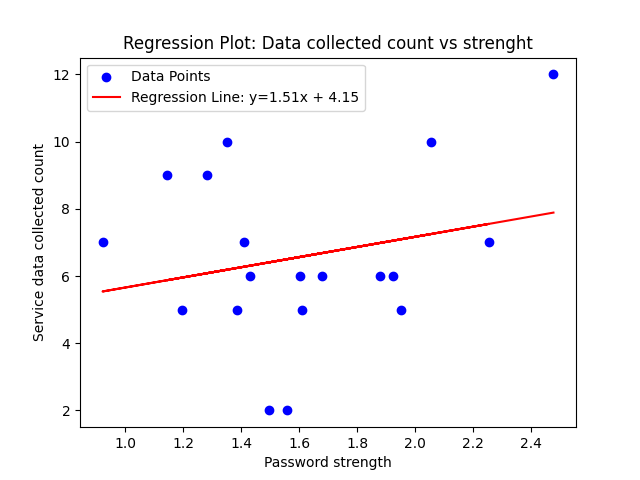 Regression Plot: Data collected count vs strenght
Data Points
Regression Line: y=1.51x + 4.15
Service data collected count
12
10
8
6
4
2
1.0 1.2 1.4 1.6 1.8 2.0 2.2 2.4
Password strength